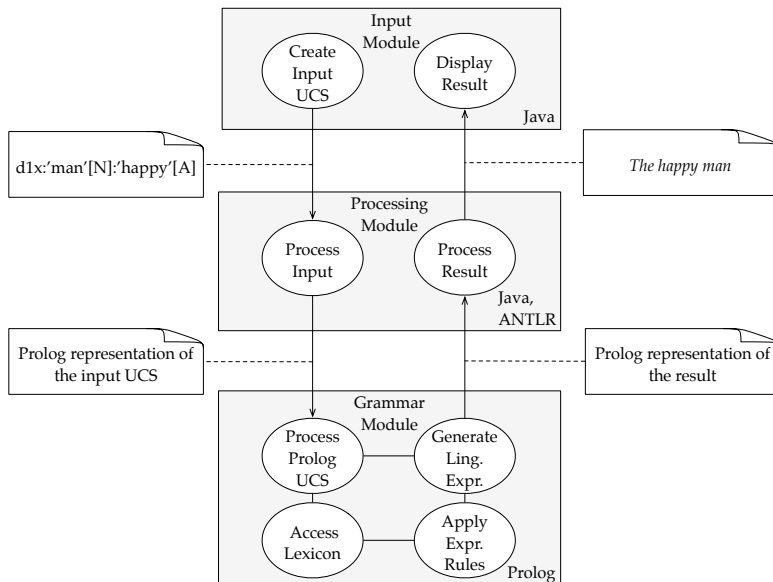 Input
Module
Create
Input
UCS
Display
Result
Java
d1x:’man’[N]:’happy’[A]
The happy man
Processing
Module
Process
Input
Process
Result
Java,
ANTLR
Prolog representation of
the input UCS
Prolog representation of
the result
Grammar
Module
Process
Prolog
UCS
Generate
Ling.
Expr.
Access
Lexicon
Apply
Expr.
Rules
Prolog